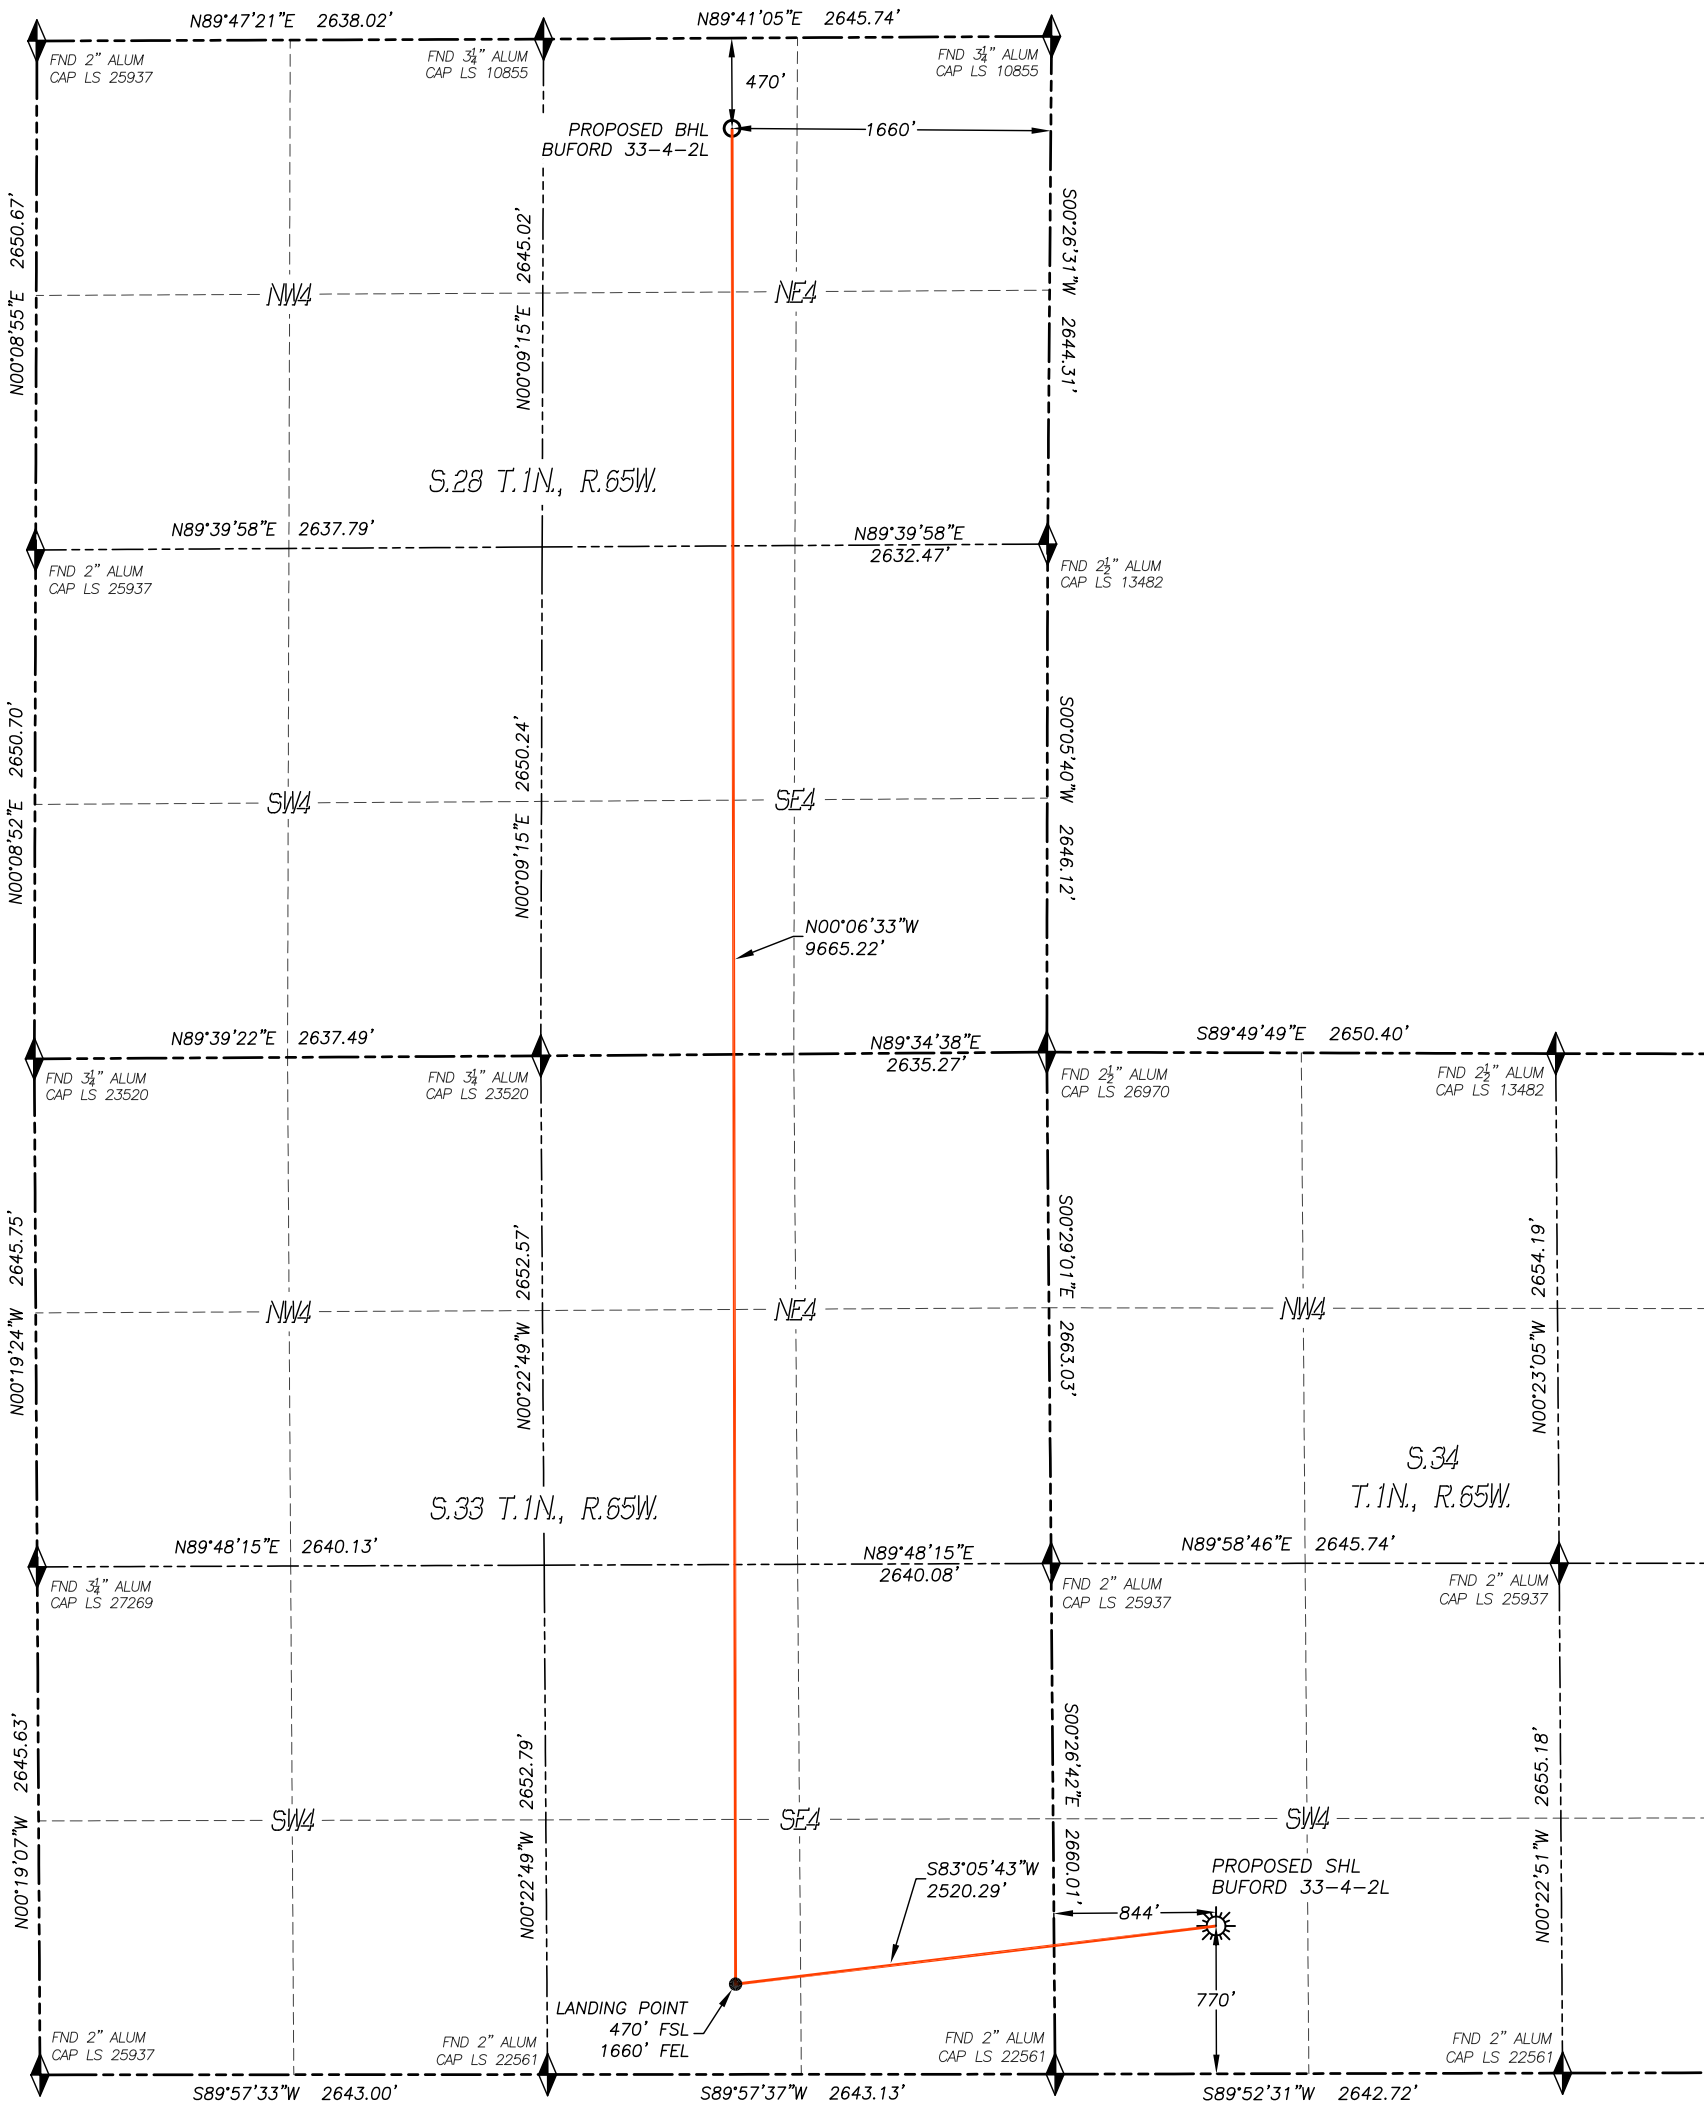 N89°47'21"E 2638.02'
N89°41'05"E 2645.74'
FND 2" ALUM
CAP LS 25937
FND 3¼" ALUM
CAP LS 10855
FND 3¼" ALUM
CAP LS 10855
470'
PROPOSED BHL
BUFORD 33-4-2L
1660'
N00°08'55"E 2650.67'
N00°09'15"E 2645.02'
S00°26'31"W 2644.31'
NW4
NE4
S.28 T.1N., R.65W.
N89°39'58"E 2637.79'
N89°39'58"E
2632.47'
FND 2" ALUM
CAP LS 25937
FND 2½" ALUM
CAP LS 13482
N00°08'52"E 2650.70'
N00°09'15"E 2650.24'
S00°05'40"W 2646.12'
SW4
SE4
N00°06'33"W
9665.22'
N89°39'22"E 2637.49'
N89°34'38"E
2635.27'
S89°49'49"E 2650.40'
FND 3¼" ALUM
CAP LS 23520
FND 3¼" ALUM
CAP LS 23520
FND 2½" ALUM
CAP LS 26970
FND 2½" ALUM
CAP LS 13482
N00°19'24"W 2645.75'
N00°22'49"W 2652.57'
S00°29'01"E 2663.03'
N00°23'05"W 2654.19'
NW4
NE4
NW4
S.34
T.1N., R.65W.
S.33 T.1N., R.65W.
N89°48'15"E 2640.13'
N89°48'15"E
2640.08'
N89°58'46"E 2645.74'
FND 3¼" ALUM
CAP LS 27269
FND 2" ALUM
CAP LS 25937
FND 2" ALUM
CAP LS 25937
N00°19'07"W 2645.63'
N00°22'49"W 2652.79'
S00°26'42"E 2660.01'
N00°22'51"W 2655.18'
SW4
SE4
SW4
S83°05'43"W
2520.29'
PROPOSED SHL
BUFORD 33-4-2L
844'
770'
LANDING POINT
470' FSL
1660' FEL
FND 2" ALUM
CAP LS 25937
FND 2" ALUM
CAP LS 22561
FND 2" ALUM
CAP LS 22561
FND 2" ALUM
CAP LS 22561
S89°57'33"W 2643.00'
S89°57'37"W 2643.13'
S89°52'31"W 2642.72'